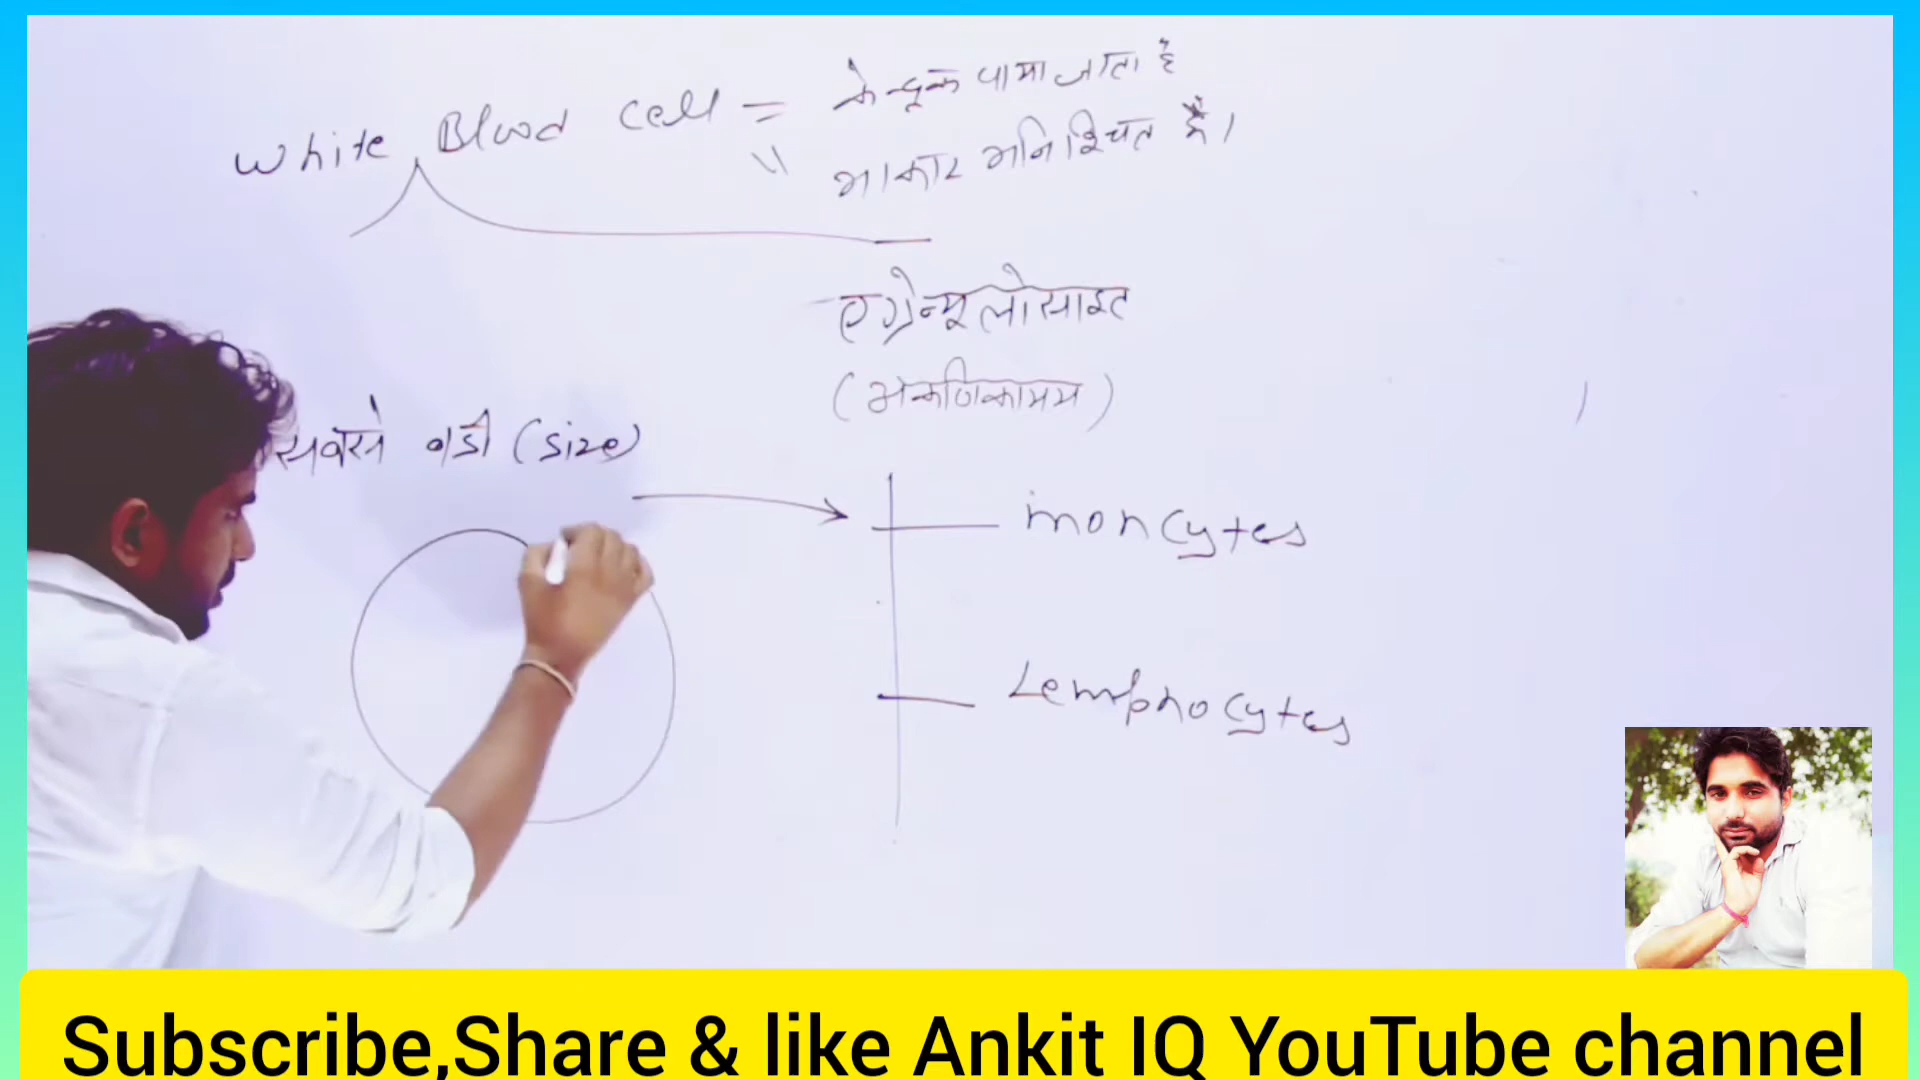 White Blood Cell = केन्द्रक पाया जाता है
" आकार अनिश्चित है।
एग्रेन्यूलोसाइट
(अकणिकामय)
सबसे बडी (Size)
moncytes
Lemphocytes
Subscribe,Share & like Ankit IQ YouTube channel